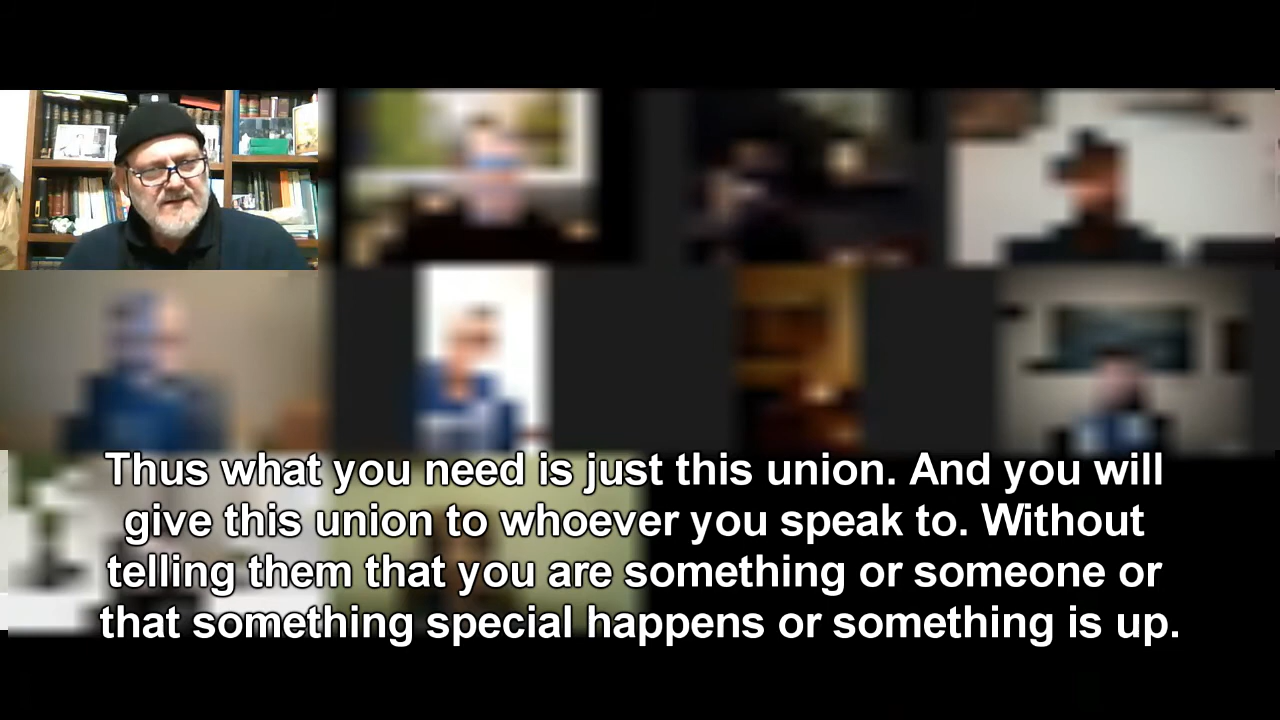 Thus what you need is just this union. And you will
give this union to whoever you speak to. Without
telling them that you are something or someone or
that something special happens or something is up.